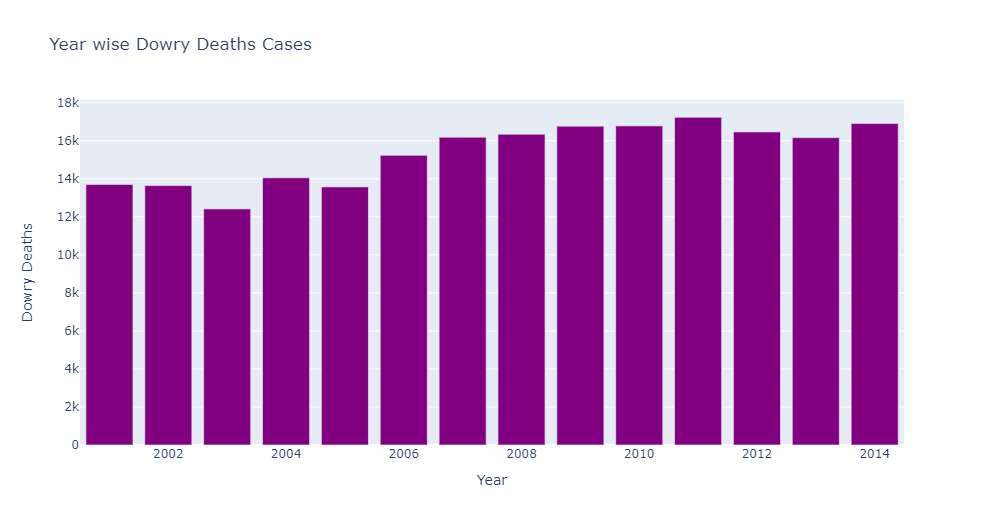 Year wise Dowry Deaths Cases
18k
16k
14k
12k
10k
8k
6k
4k
2k
0
Dowry Deaths
2002 2004 2006 2008 2010 2012 2014
Year